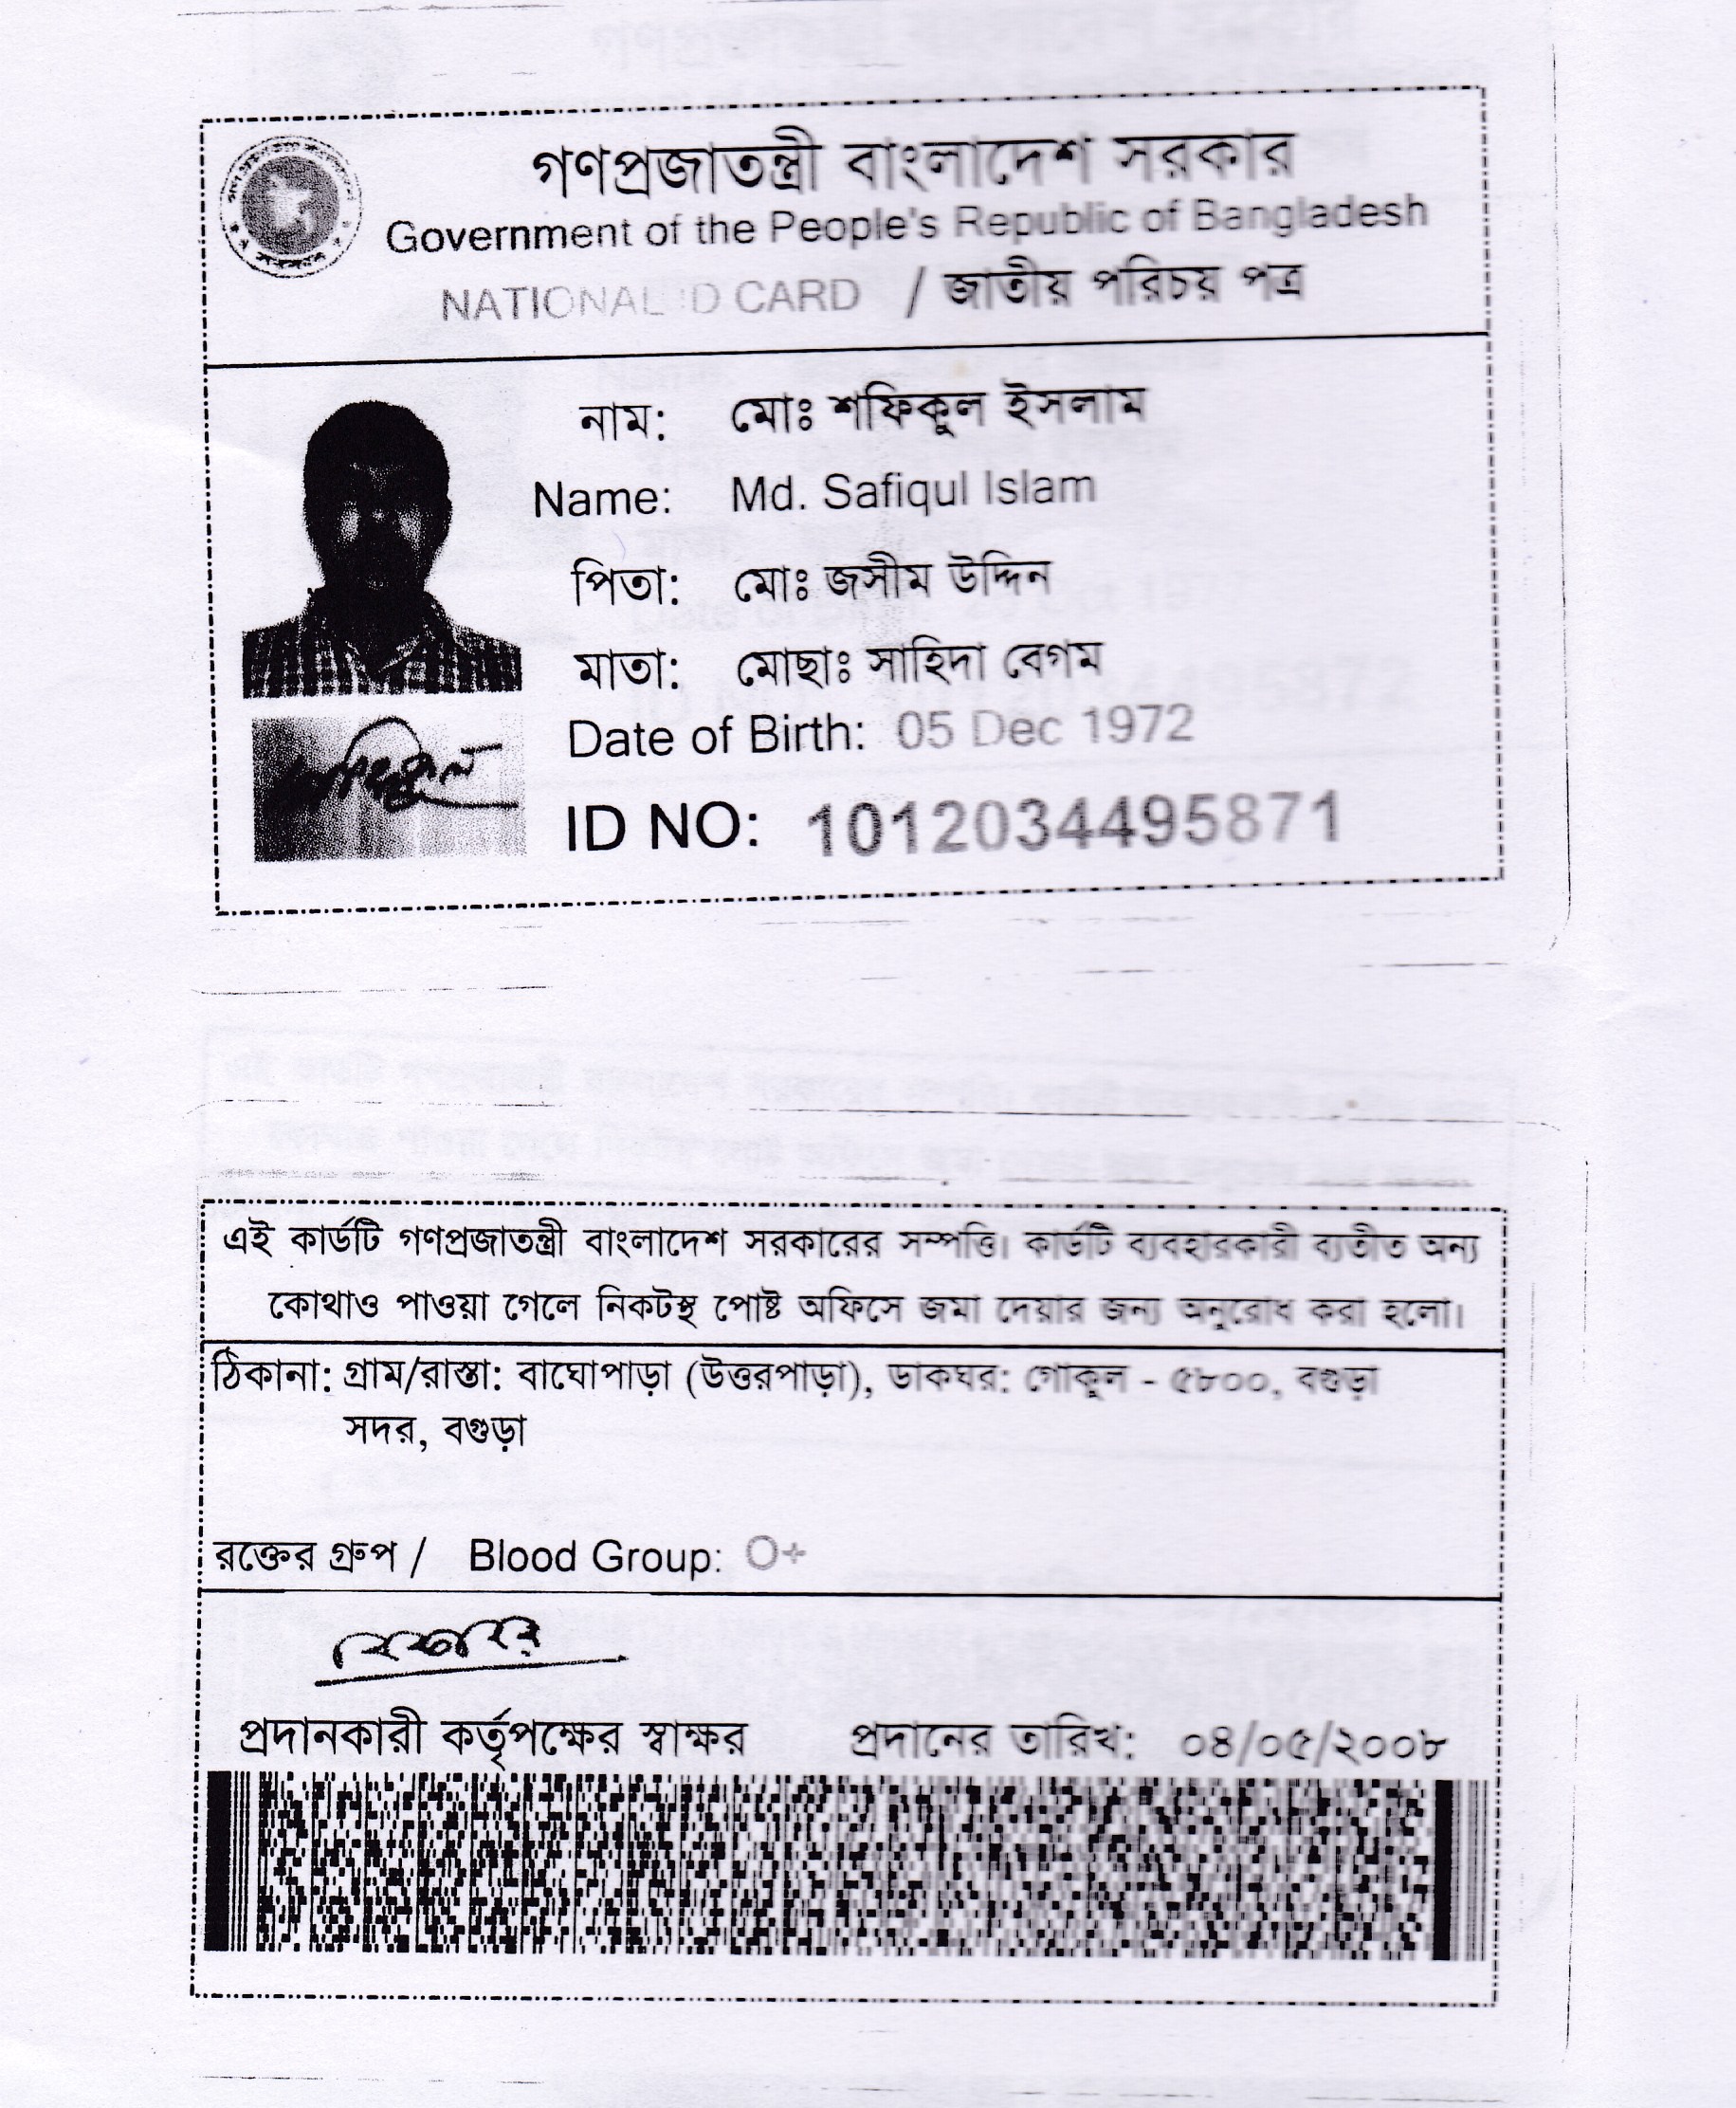 গণপ্রজাতন্ত্রী বাংলাদেশ সরকার
Government of the People's Republic of Bangladesh
NATIONAL ID CARD / জাতীয় পরিচয় পত্র
নাম: মোঃ শফিকুল ইসলাম
Name: Md. Safiqul Islam
পিতা: মোঃ জসীম উদ্দিন
মাতা: মোছাঃ সাহিদা বেগম
Date of Birth: 05 Dec 1972
ID NO: 1012034495871
এই কার্ডটি গণপ্রজাতন্ত্রী বাংলাদেশ সরকারের সম্পত্তি। কার্ডটি ব্যবহারকারী ব্যতীত অন্য
কোথাও পাওয়া গেলে নিকটস্থ পোষ্ট অফিসে জমা দেয়ার জন্য অনুরোধ করা হলো।
ঠিকানা: গ্রাম/রাস্তা: বাঘোপাড়া (উত্তরপাড়া), ডাকঘর: গোকুল - ৫৮০০, বগুড়া
সদর, বগুড়া
রক্তের গ্রুপ / Blood Group: O+
প্রদানকারী কর্তৃপক্ষের স্বাক্ষর প্রদানের তারিখ: ০৪/০৫/২০০৮